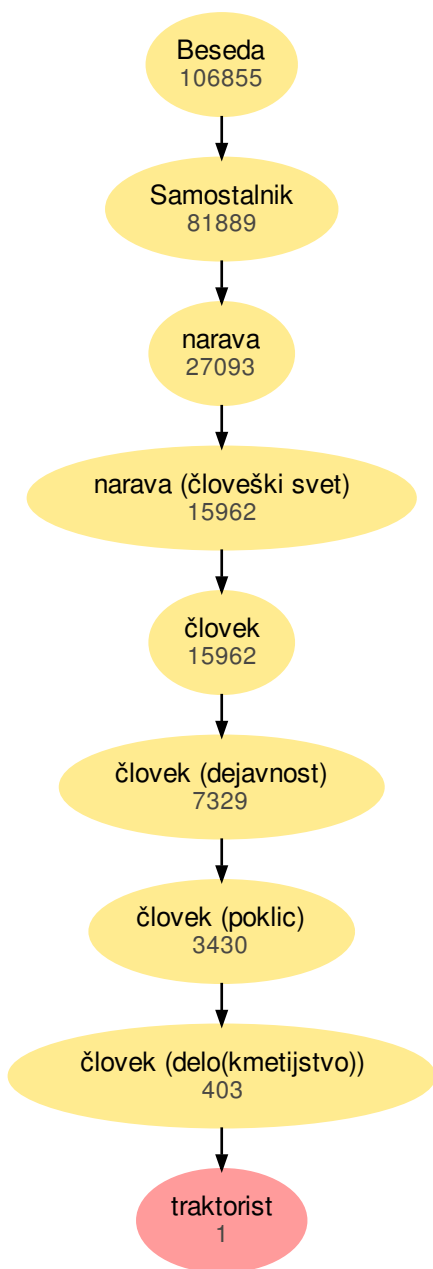 Beseda
106855
Samostalnik
81889
narava
27093
narava (človeški svet)
15962
človek
15962
človek (dejavnost)
7329
človek (poklic)
3430
človek (delo(kmetijstvo))
403
traktorist
1